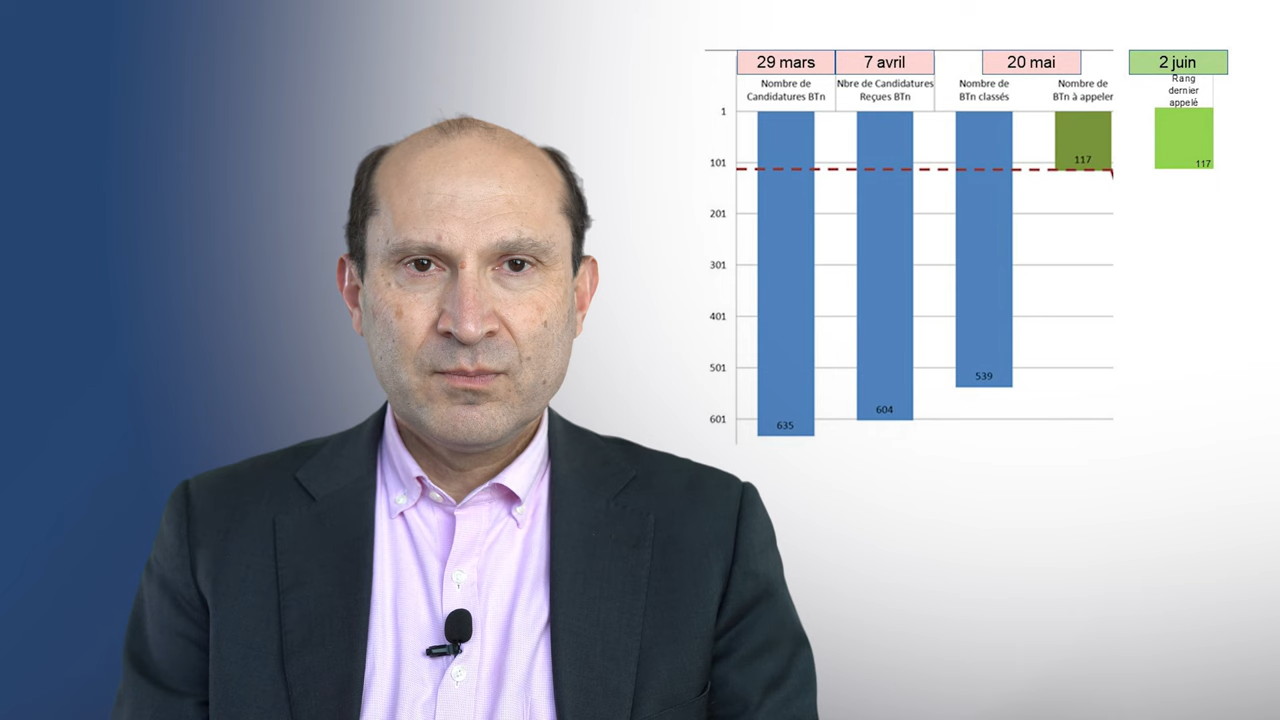 29 mars
7 avril
20 mai
2 juin
Nombre de
Candidatures BTn
Nbre de Candidatures
Reçues BTn
Nombre de
BTn classés
Nombre de
BTn à appeler
Rang
dernier
appelé
1
101
201
301
401
501
601
635
604
539
117
117